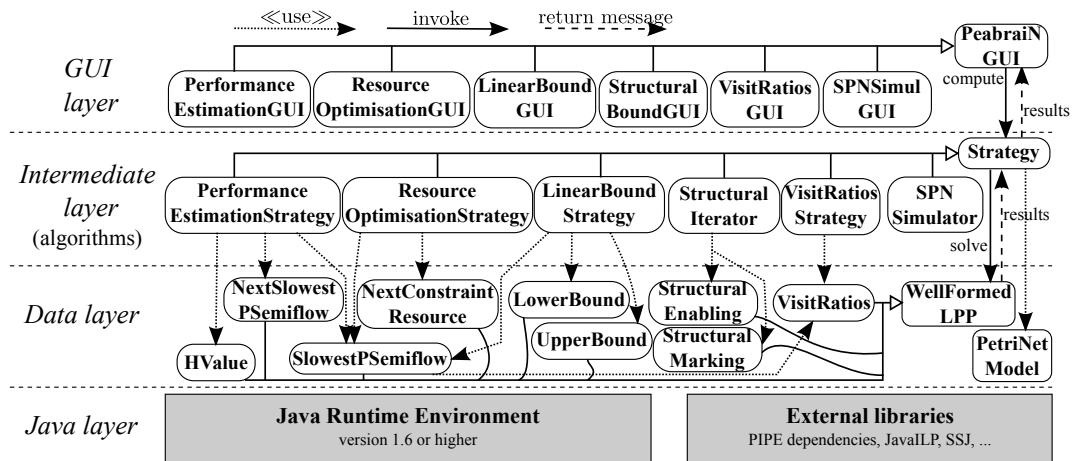 ≪use≫ invoke return message
GUI
layer
PeabraiN
GUI
Performance
EstimationGUI
Resource
OptimisationGUI
LinearBound
GUI
Structural
BoundGUI
VisitRatios
GUI
SPNSimul
GUI
compute
results
Intermediate
layer
(algorithms)
Strategy
Performance
EstimationStrategy
Resource
OptimisationStrategy
LinearBound
Strategy
Structural
Iterator
VisitRatios
Strategy
SPN
Simulator
results
solve
Data layer
NextSlowest
PSemiflow
NextConstraint
Resource
LowerBound
Structural
Enabling
VisitRatios
WellFormed
LPP
HValue
SlowestPSemiflow
UpperBound
Structural
Marking
PetriNet
Model
Java layer
Java Runtime Environment
version 1.6 or higher
External libraries
PIPE dependencies, JavaILP, SSJ, ...